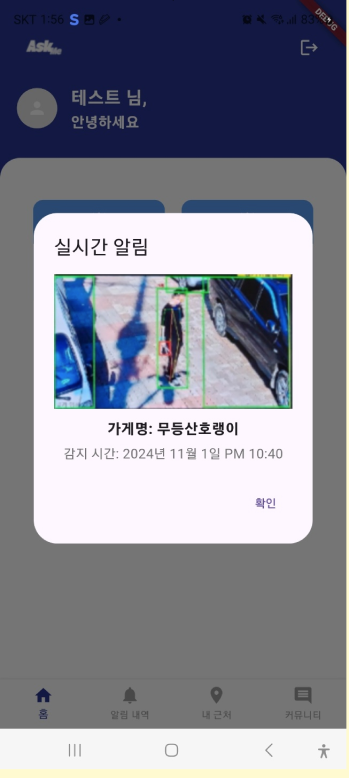 SKT 1:56
83%
DEBUG
Ask
테스트 님,
안녕하세요
실시간 알림
가게명: 무등산호랭이
감지 시간: 2024년 11월 1일 PM 10:40
확인
홈
알림 내역
내 근처
커뮤니티